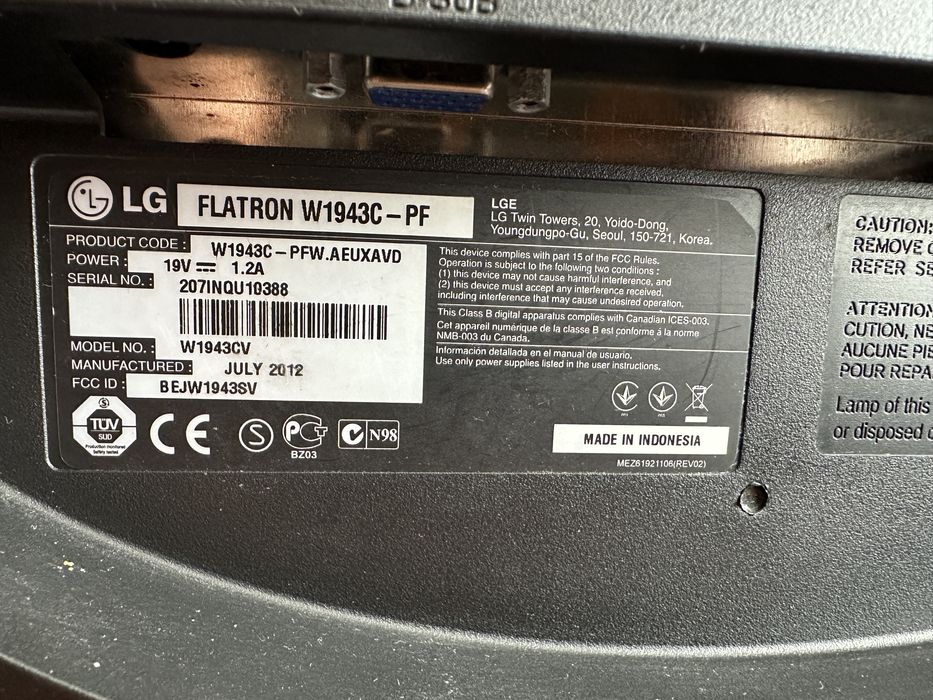 D-SUB
LG FLATRON W1943C-PF
LGE
LG Twin Towers, 20, Yoido-Dong,
Youngdungpo-Gu, Seoul, 150-721, Korea.
PRODUCT CODE : W1943C-PFW.AEUXAVD
POWER : 19V 1.2A
SERIAL NO. : 207INQU10388
MODEL NO. : W1943CV
MANUFACTURED : JULY 2012
FCC ID : BEJW1943SV
This device complies with part 15 of the FCC Rules.
Operation is subject to the following two conditions :
(1) this device may not cause harmful interference, and
(2) this device must accept any interference received,
including interference that may cause undesired operation.
This Class B digital apparatus complies with Canadian ICES-003.
Cet appareil numérique de la classe B est conforme à la norme
NMB-003 du Canada.
Información detallada en el manual de usuario.
Use only power supplies listed in the user instructions.
TÜV
SUD
Production monitored
Safety tested
CE
S
PCT
BZ03
N98
MADE IN INDONESIA
MEZ61921106(REV02)
CAUTION:
REMOVE
REFER
ATTENTION
CUTION,
AUCUNE
POUR
Lamp of this
or disposed